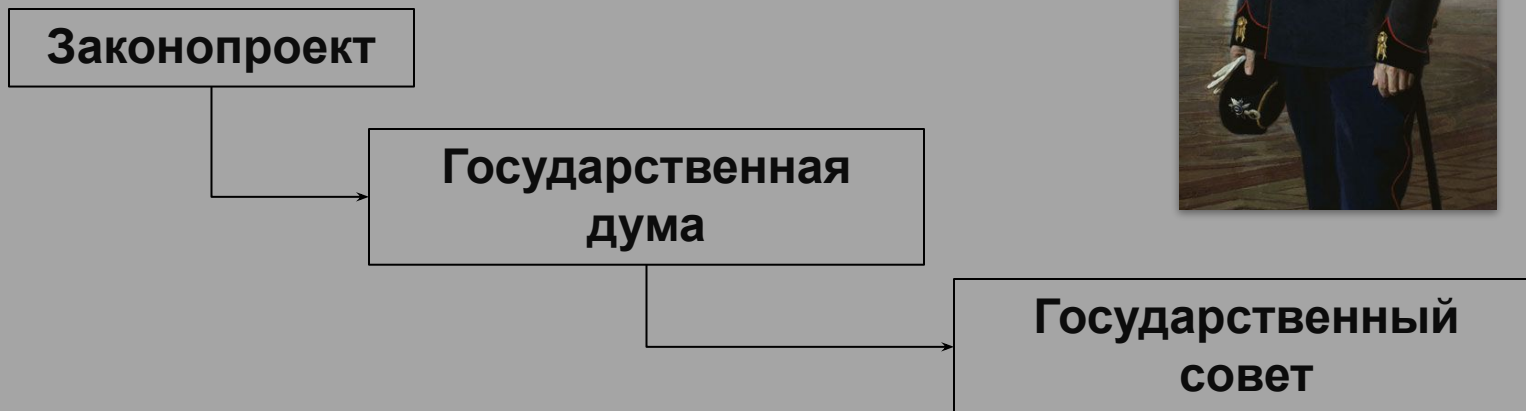 Законопроект
Государственная
дума
Государственный
совет